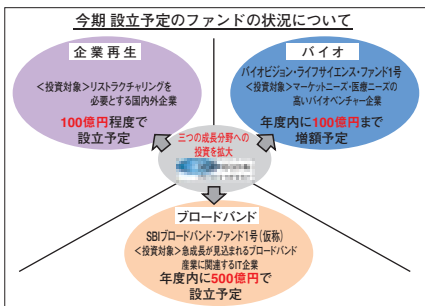 今期 設立予定のファンドの状況について
企業再生
＜投資対象＞リストラクチャリングを
必要とする国内外企業
100億円程度で
設立予定
バイオ
バイオビジョン・ライフサイエンス・ファンド1号
＜投資対象＞マーケットニーズ・医療ニーズの
高いバイオベンチャー企業
年度内に100億円まで
増額予定
三つの成長分野への
投資を拡大
ブロードバンド
SBIブロードバンド・ファンド1号(仮称)
＜投資対象＞急成長が見込まれるブロードバンド
産業に関連するIT企業
年度内に500億円で
設立予定